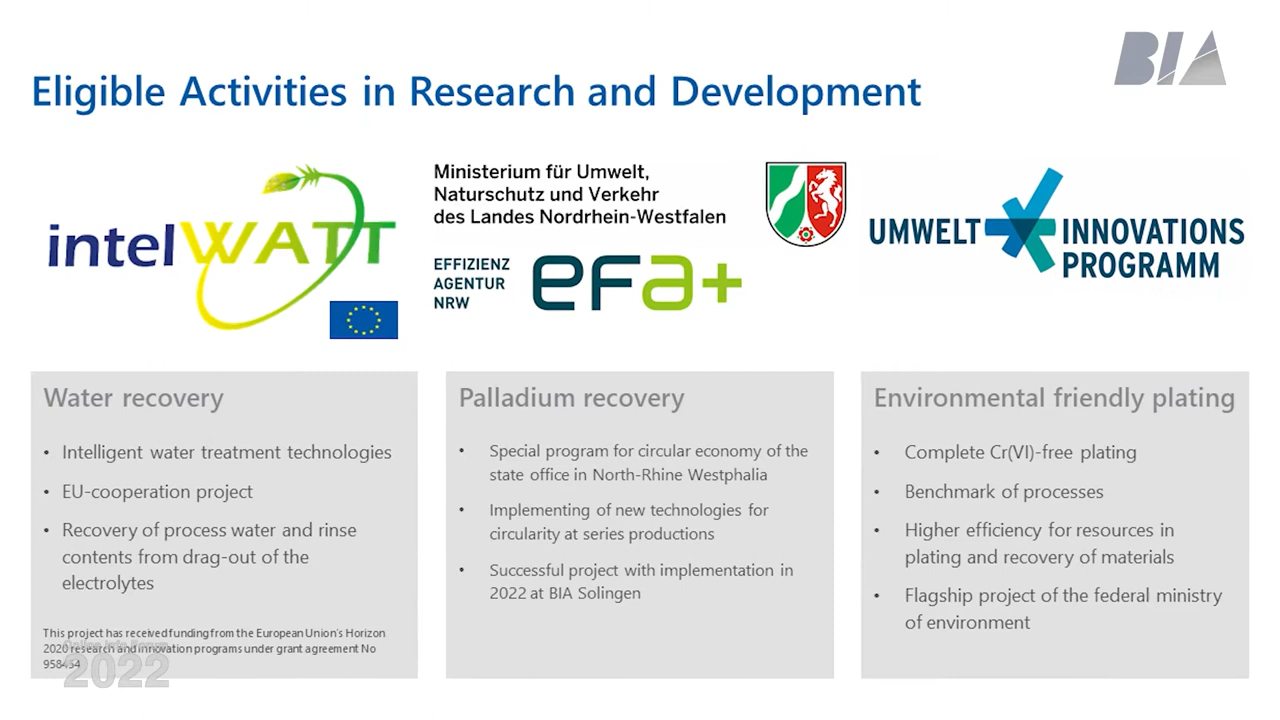 BIA
Eligible Activities in Research and Development
intelWATT
Ministerium für Umwelt,
Naturschutz und Verkehr
des Landes Nordrhein-Westfalen
EFFIZIENZ
AGENTUR
NRW
efa+
UMWELT INNOVATIONS
PROGRAMM
Water recovery
• Intelligent water treatment technologies
• EU-cooperation project
• Recovery of process water and rinse
contents from drag-out of the
electrolytes
This project has received funding from the European Union's Horizon
2020 research and innovation programs under grant agreement No
958454
Online Info Forum
2022
Palladium recovery
• Special program for circular economy of the
state office in North-Rhine Westphalia
• Implementing of new technologies for
circularity at series productions
• Successful project with implementation in
2022 at BIA Solingen
Environmental friendly plating
• Complete Cr(VI)-free plating
• Benchmark of processes
• Higher efficiency for resources in
plating and recovery of materials
• Flagship project of the federal ministry
of environment